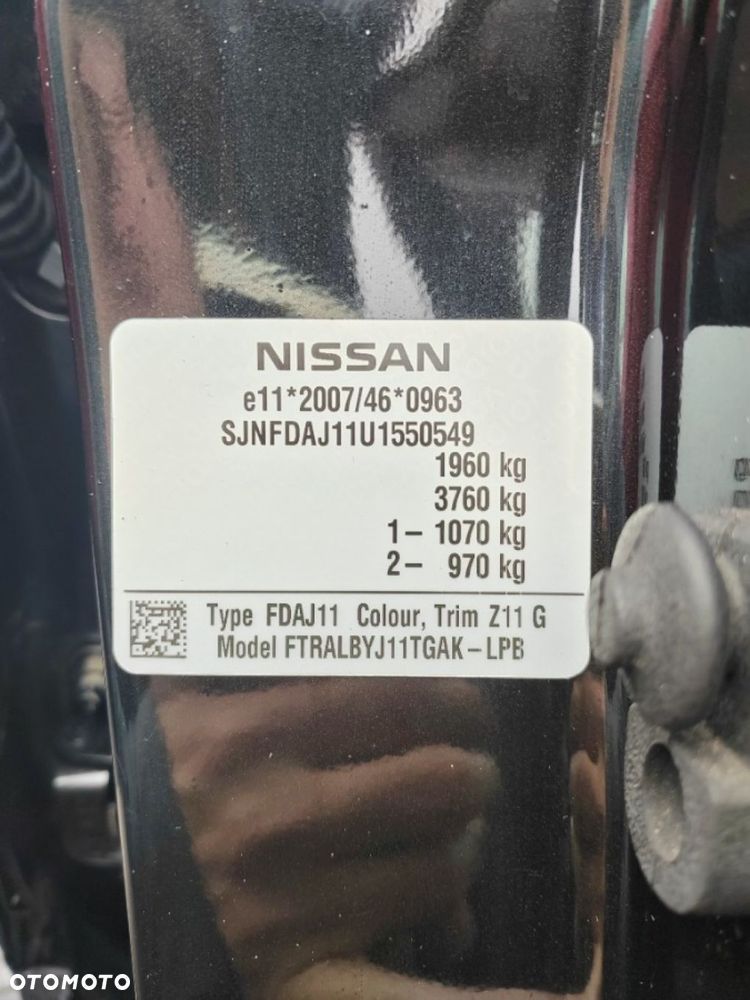 NISSAN
e11*2007/46*0963
SJNFDAJ11U1550549
1960 kg
3760 kg
1– 1070 kg
2– 970 kg
Type FDAJ11 Colour, Trim Z11 G
Model FTRALBYJ11TGAK–LPB
OTOMOTO